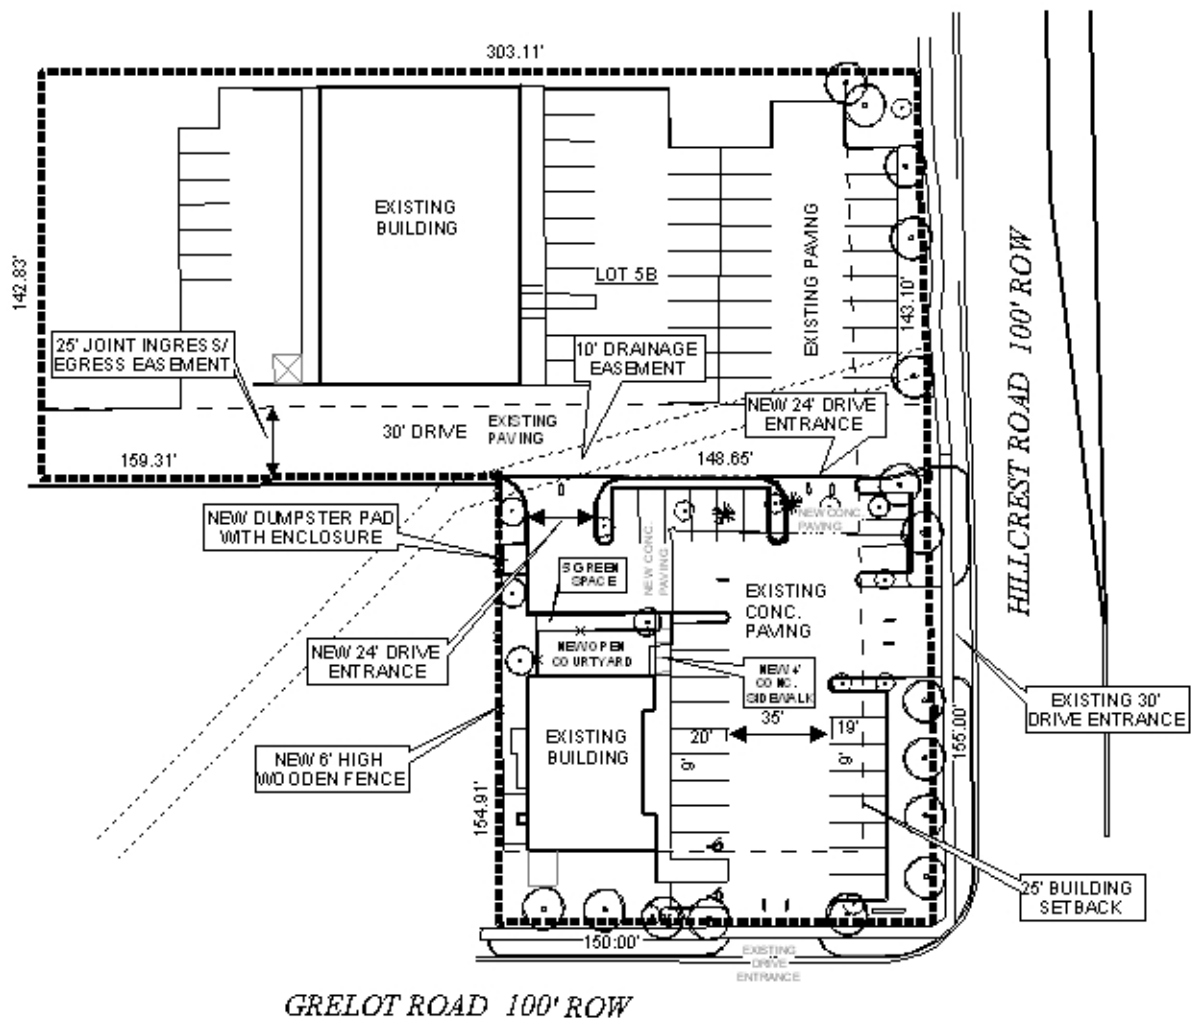 303.11'
EXISTING
BUILDING
LOT 5B
EXISTING PAVING
142.83'
143.10'
HILLCREST ROAD 100' ROW
25' JOINT INGRESS/
EGRESS EASEMENT
10' DRAINAGE
EASEMENT
NEW 24' DRIVE
ENTRANCE
30' DRIVE
EXISTING
PAVING
159.31'
148.65'
NEW DUMPSTER PAD
WITH ENCLOSURE
NEW CONC.
PAVING
NEW CONC.
PAVING
GREEN
SPACE
EXISTING
CONC.
PAVING
NEW 24' DRIVE
ENTRANCE
NEW OPEN
COURTYARD
NEW 4'
CONC.
SIDEWALK
EXISTING 30'
DRIVE ENTRANCE
35'
20'
19'
9'
9'
EXISTING
BUILDING
155.00'
NEW 6' HIGH
WOODEN FENCE
154.91'
25' BUILDING
SETBACK
150.00'
EXISTING
DRIVE
ENTRANCE
GRELOT ROAD 100' ROW